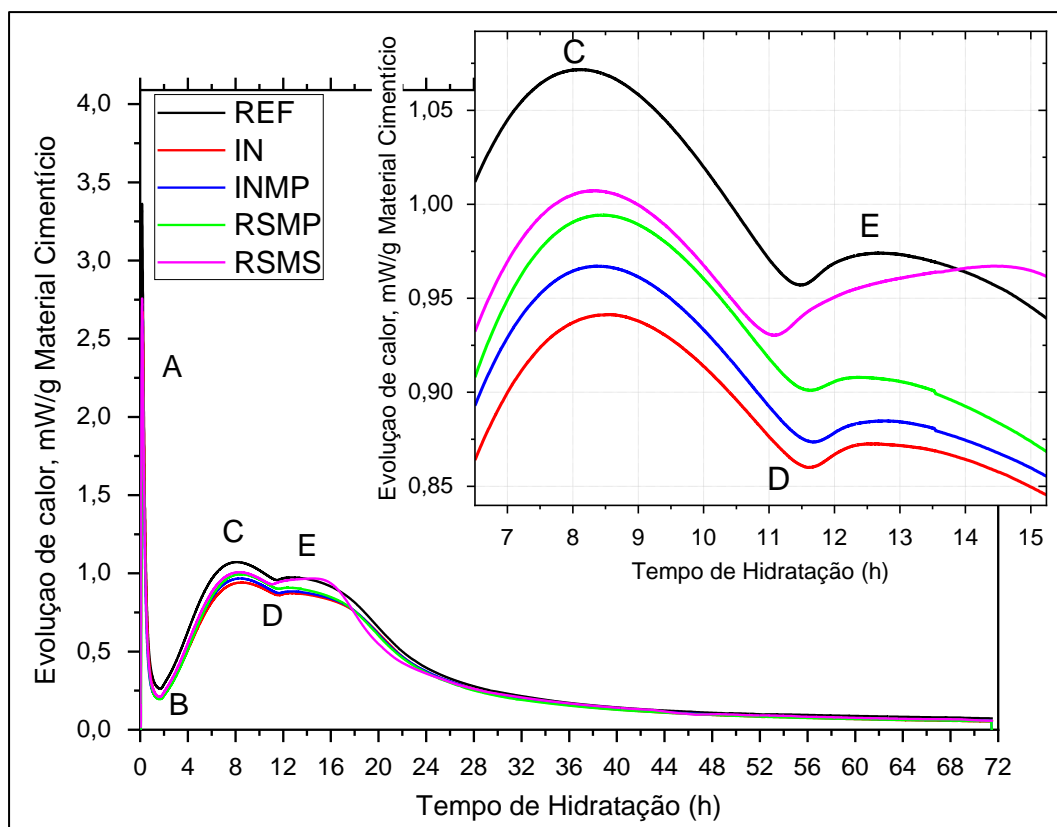 Evoluçao de calor, mW/g Material Cimentício
4,0
3,5
3,0
2,5
2,0
1,5
1,0
0,5
0,0
REF
IN
INMP
RSMP
RSMS
A
B
C
D
E
0 4 8 12 16 20 24 28 32 36 40 44 48 52 56 60 64 68 72
Tempo de Hidratação (h)
Evoluçao de calor, mW/g Material Cimentício
1,05
1,00
0,95
0,90
0,85
C
E
D
7 8 9 10 11 12 13 14 15
Tempo de Hidratação (h)